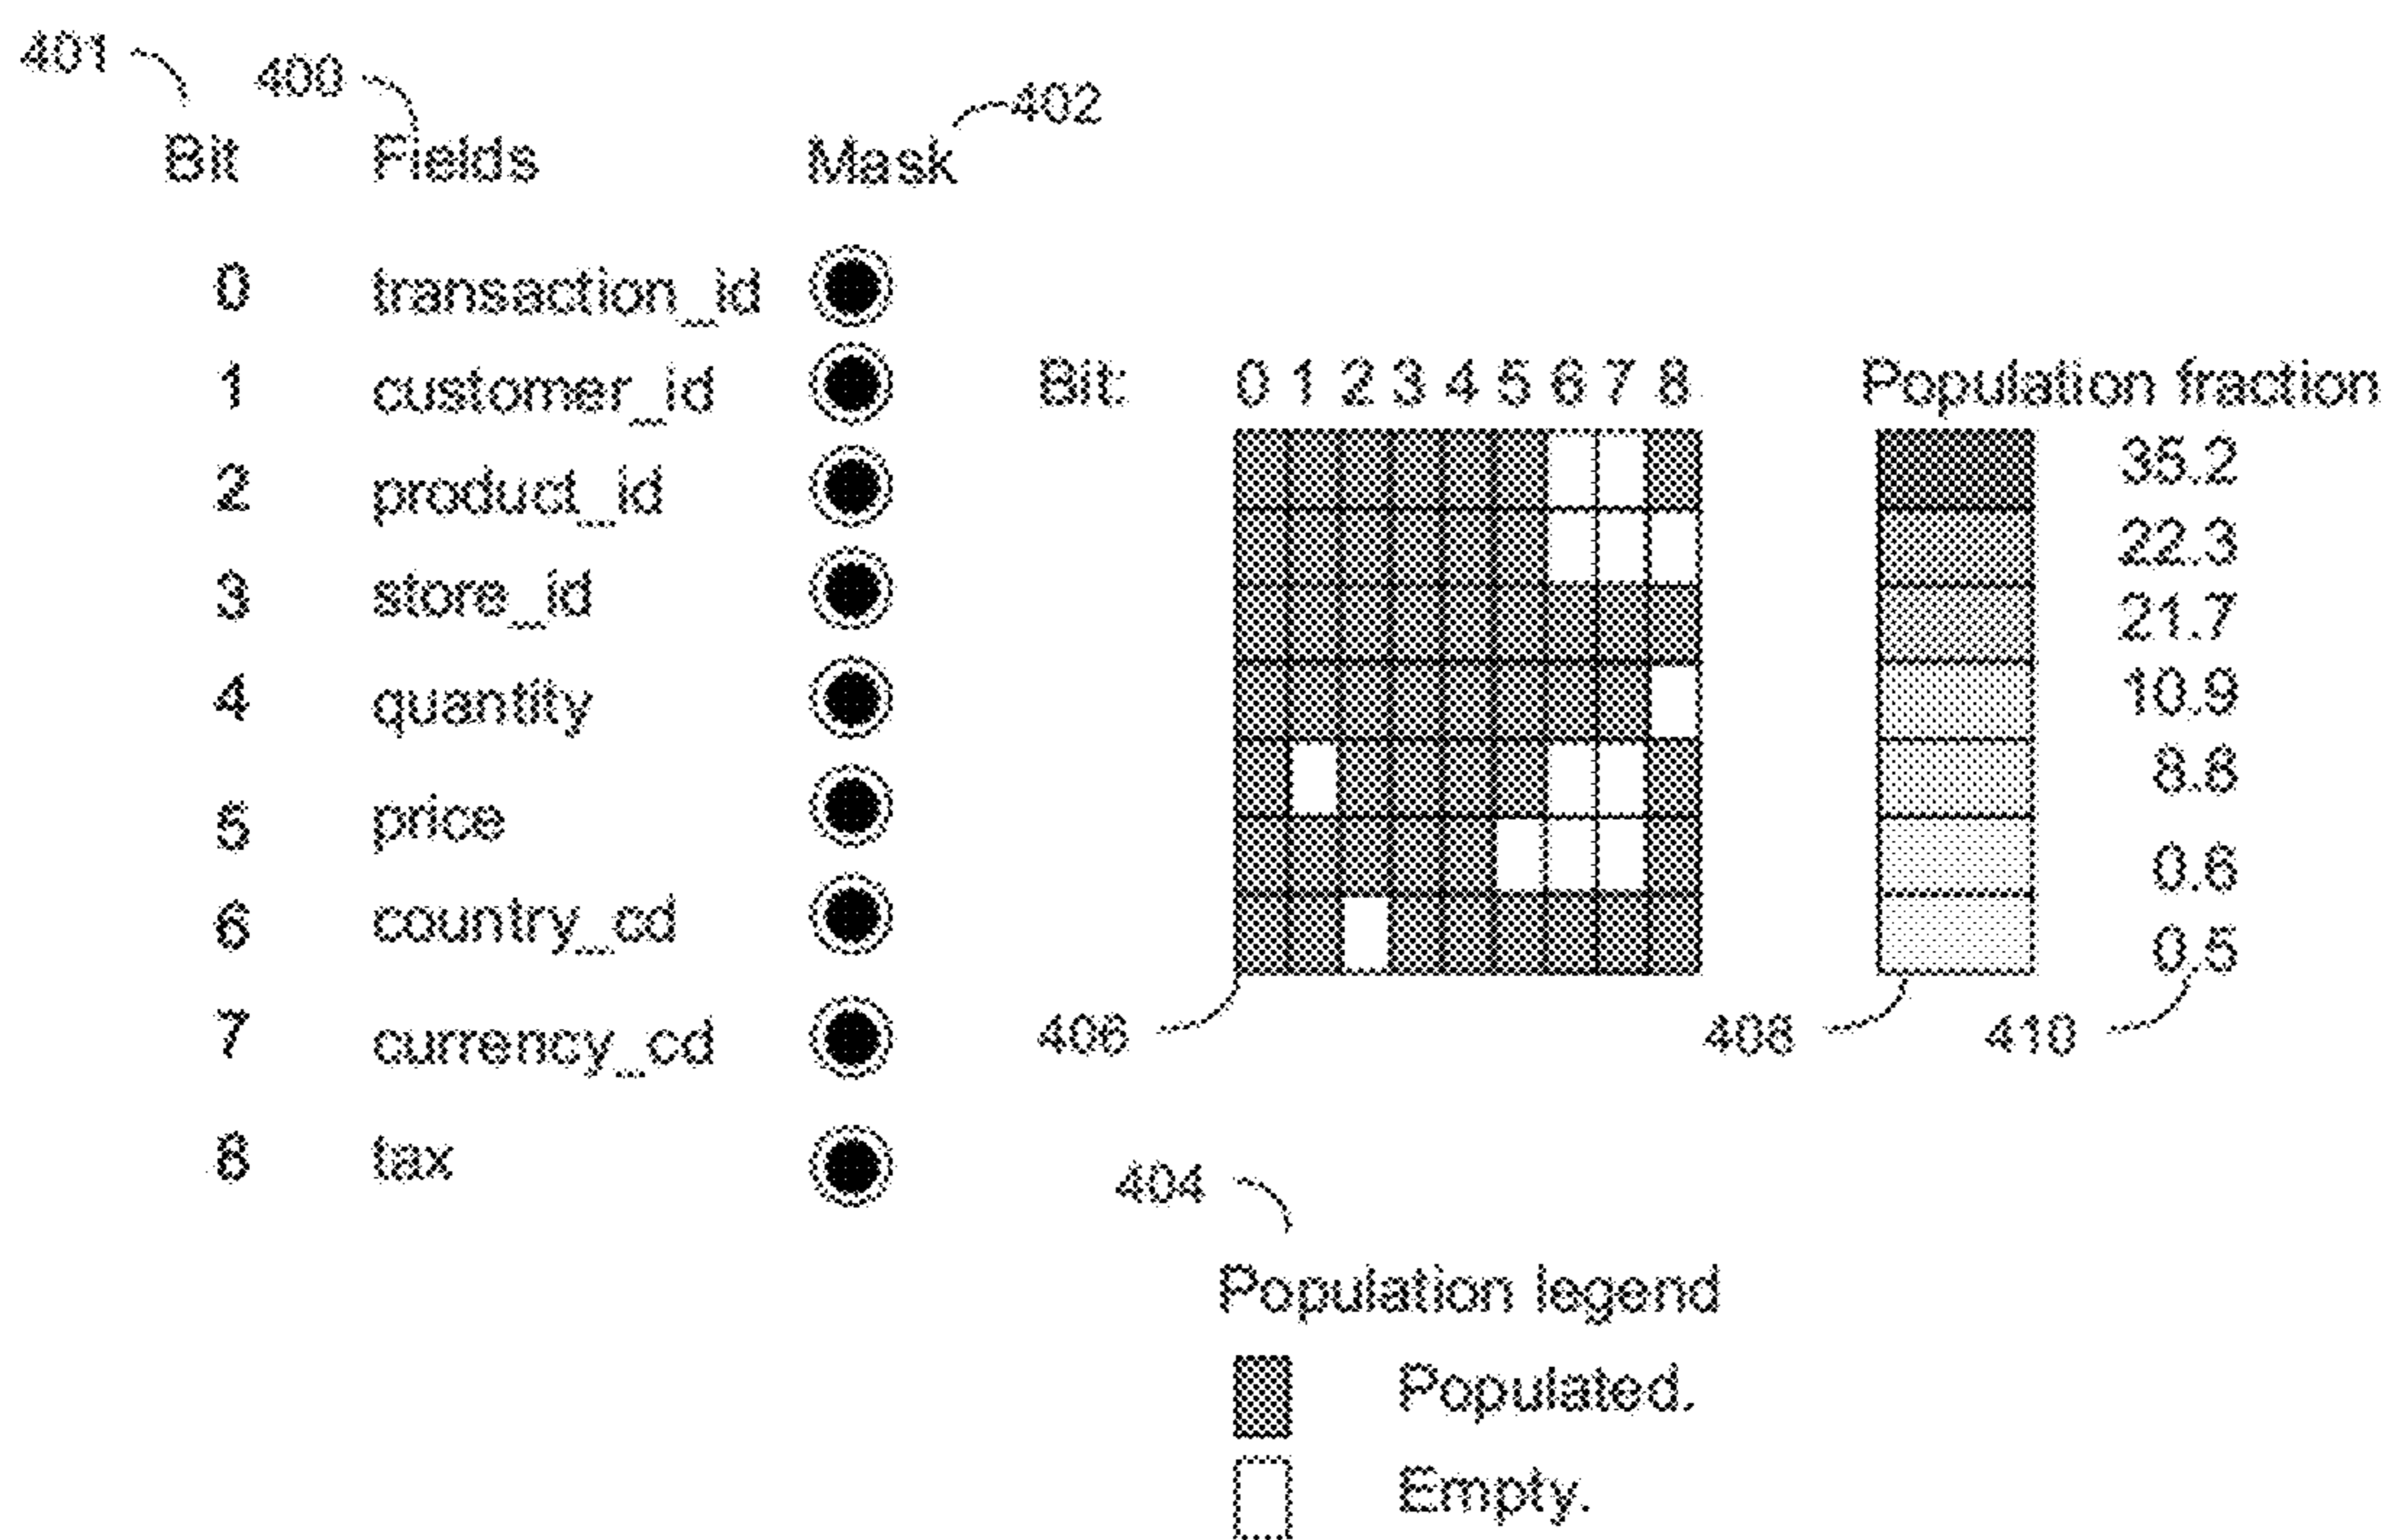 401
400
402
Bit Fields Mask
0 transaction_id
1 customer_id
2 product_id
3 store_id
4 quantity
5 price
6 country_cd
7 currency_cd
8 tax
Bit: 0 1 2 3 4 5 6 7 8
Population fraction
35.2
22.3
21.7
10.9
8.8
0.6
0.5
406
408
410
404
Population legend
Populated.
Empty.